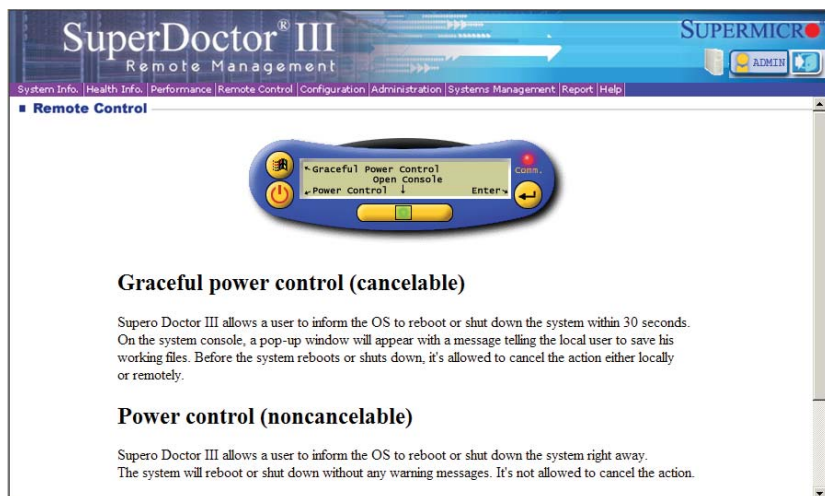 SuperDoctor® III
Remote Management
SUPERMICRO
ADMIN
System Info. |Health Info. |Performance |Remote Control |Configuration |Administration |Systems Management |Report |Help|
Remote Control
Graceful Power Control
Open Console
Comm.
Power Control ↓ Enter
Graceful power control (cancelable)
Supero Doctor III allows a user to inform the OS to reboot or shut down the system within 30 seconds.
On the system console, a pop-up window will appear with a message telling the local user to save his
working files. Before the system reboots or shuts down, it's allowed to cancel the action either locally
or remotely.
Power control (noncancelable)
Supero Doctor III allows a user to inform the OS to reboot or shut down the system right away.
The system will reboot or shut down without any warning messages. It's not allowed to cancel the action.